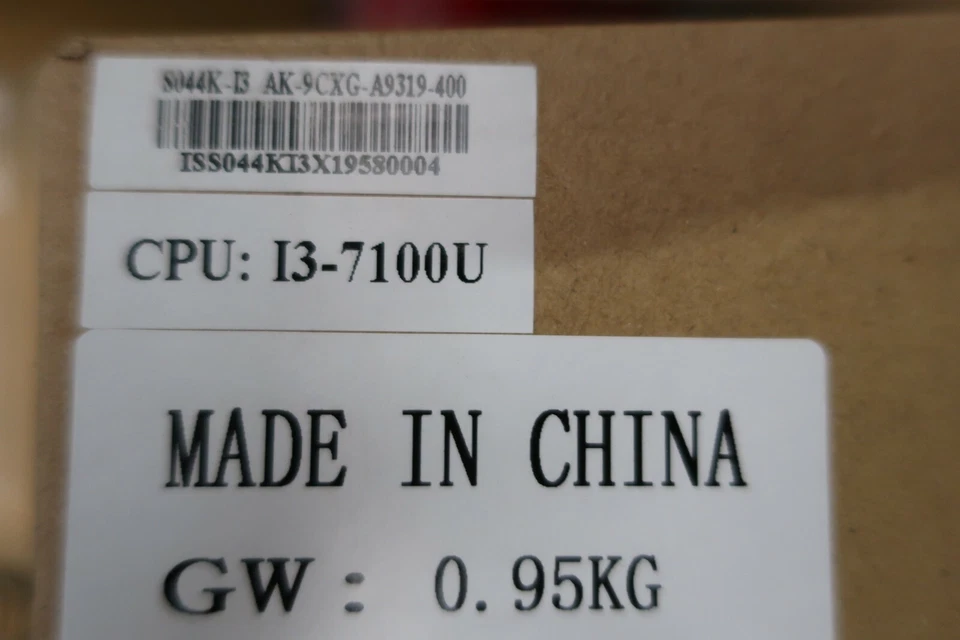 S044K-I3 AK-9CXG-A9319-400
ISS044KI3X19580004
CPU: I3-7100U
MADE IN CHINA
GW: 0.95KG